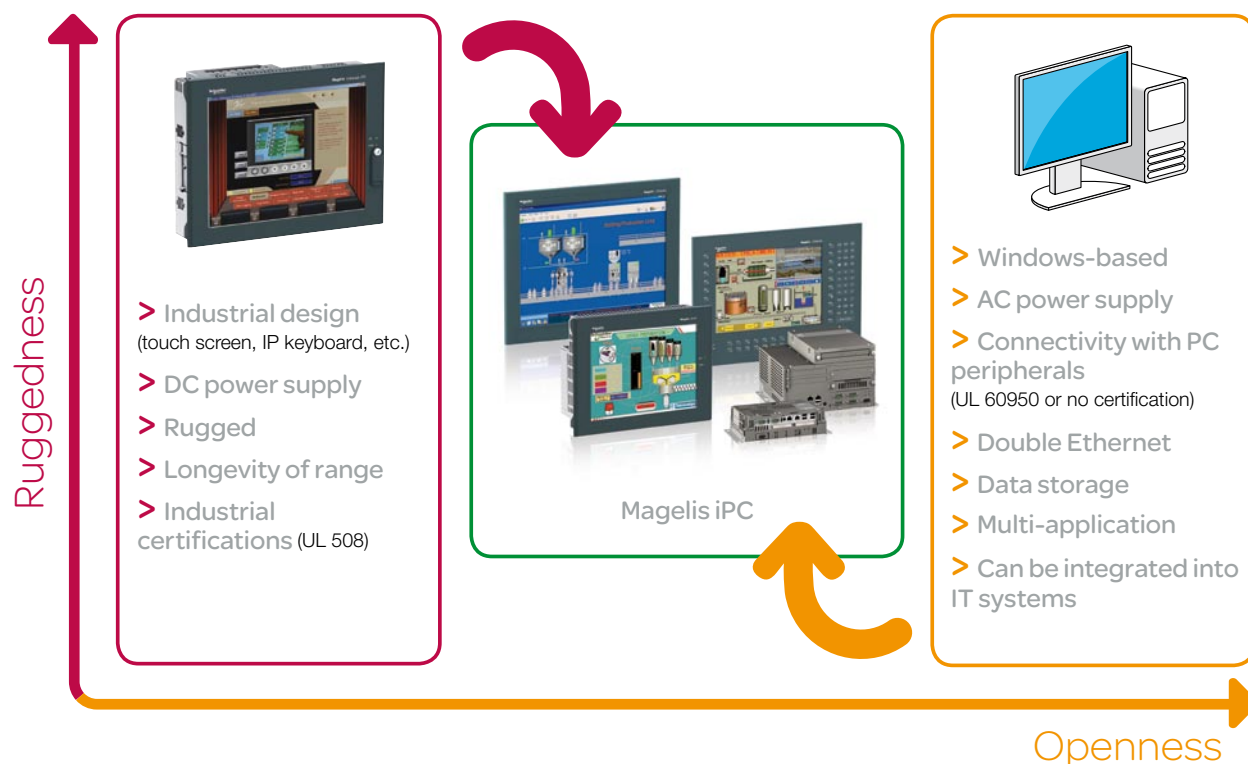 Ruggedness
> Industrial design
(touch screen, IP keyboard, etc.)
> DC power supply
> Rugged
> Longevity of range
> Industrial
certifications (UL 508)
Magelis iPC
> Windows-based
> AC power supply
> Connectivity with PC
peripherals
(UL 60950 or no certification)
> Double Ethernet
> Data storage
> Multi-application
> Can be integrated into
IT systems
Openness